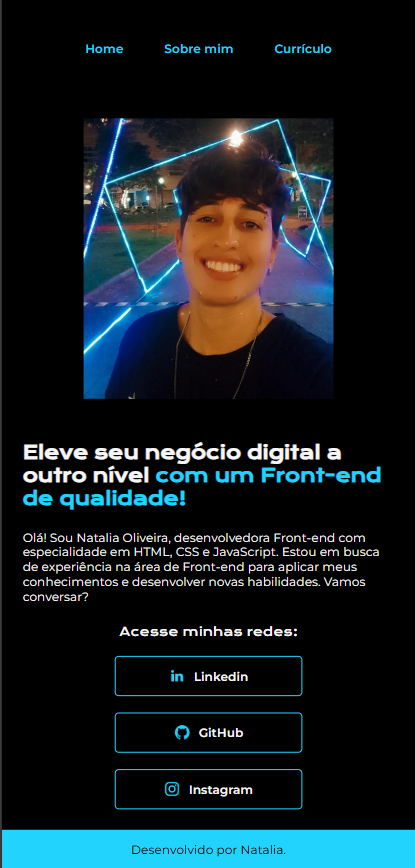 Home Sobre mim Currículo
Eleve seu negócio digital a
outro nível com um Front-end
de qualidade!
Olá! Sou Natalia Oliveira, desenvolvedora Front-end com
especialidade em HTML, CSS e JavaScript. Estou em busca
de experiência na área de Front-end para aplicar meus
conhecimentos e desenvolver novas habilidades. Vamos
conversar?
Acesse minhas redes:
Linkedin
GitHub
Instagram
Desenvolvido por Natalia.